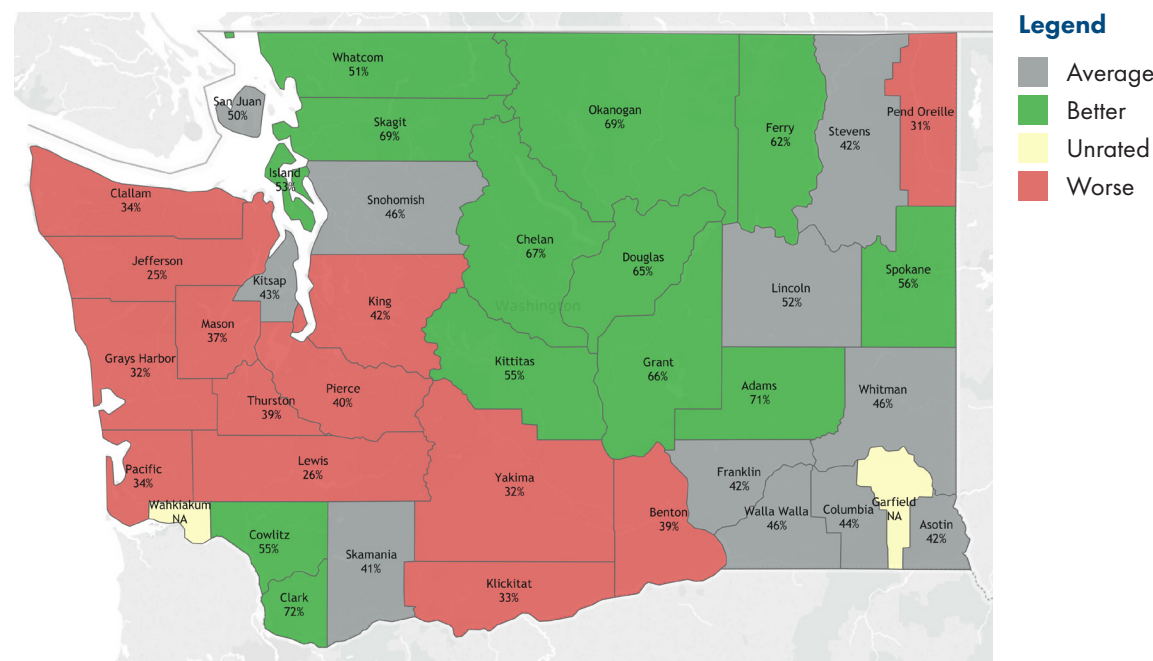 Legend
Average
Better
Unrated
Worse
Whatcom
51%
San Juan
50%
Skagit
69%
Okanogan
69%
Ferry
62%
Stevens
42%
Pend Oreille
31%
Island
53%
Clallam
34%
Snohomish
46%
Chelan
67%
Douglas
65%
Jefferson
25%
Kitsap
43%
King
42%
Washington
Lincoln
52%
Spokane
56%
Mason
37%
Grays Harbor
32%
Kittitas
55%
Grant
66%
Adams
71%
Whitman
46%
Thurston
39%
Pierce
40%
Pacific
34%
Lewis
26%
Yakima
32%
Franklin
42%
Wahkiakum
NA
Benton
39%
Walla Walla
46%
Columbia
44%
Garfield
NA
Asotin
42%
Cowlitz
55%
Skamania
41%
Clark
72%
Klickitat
33%